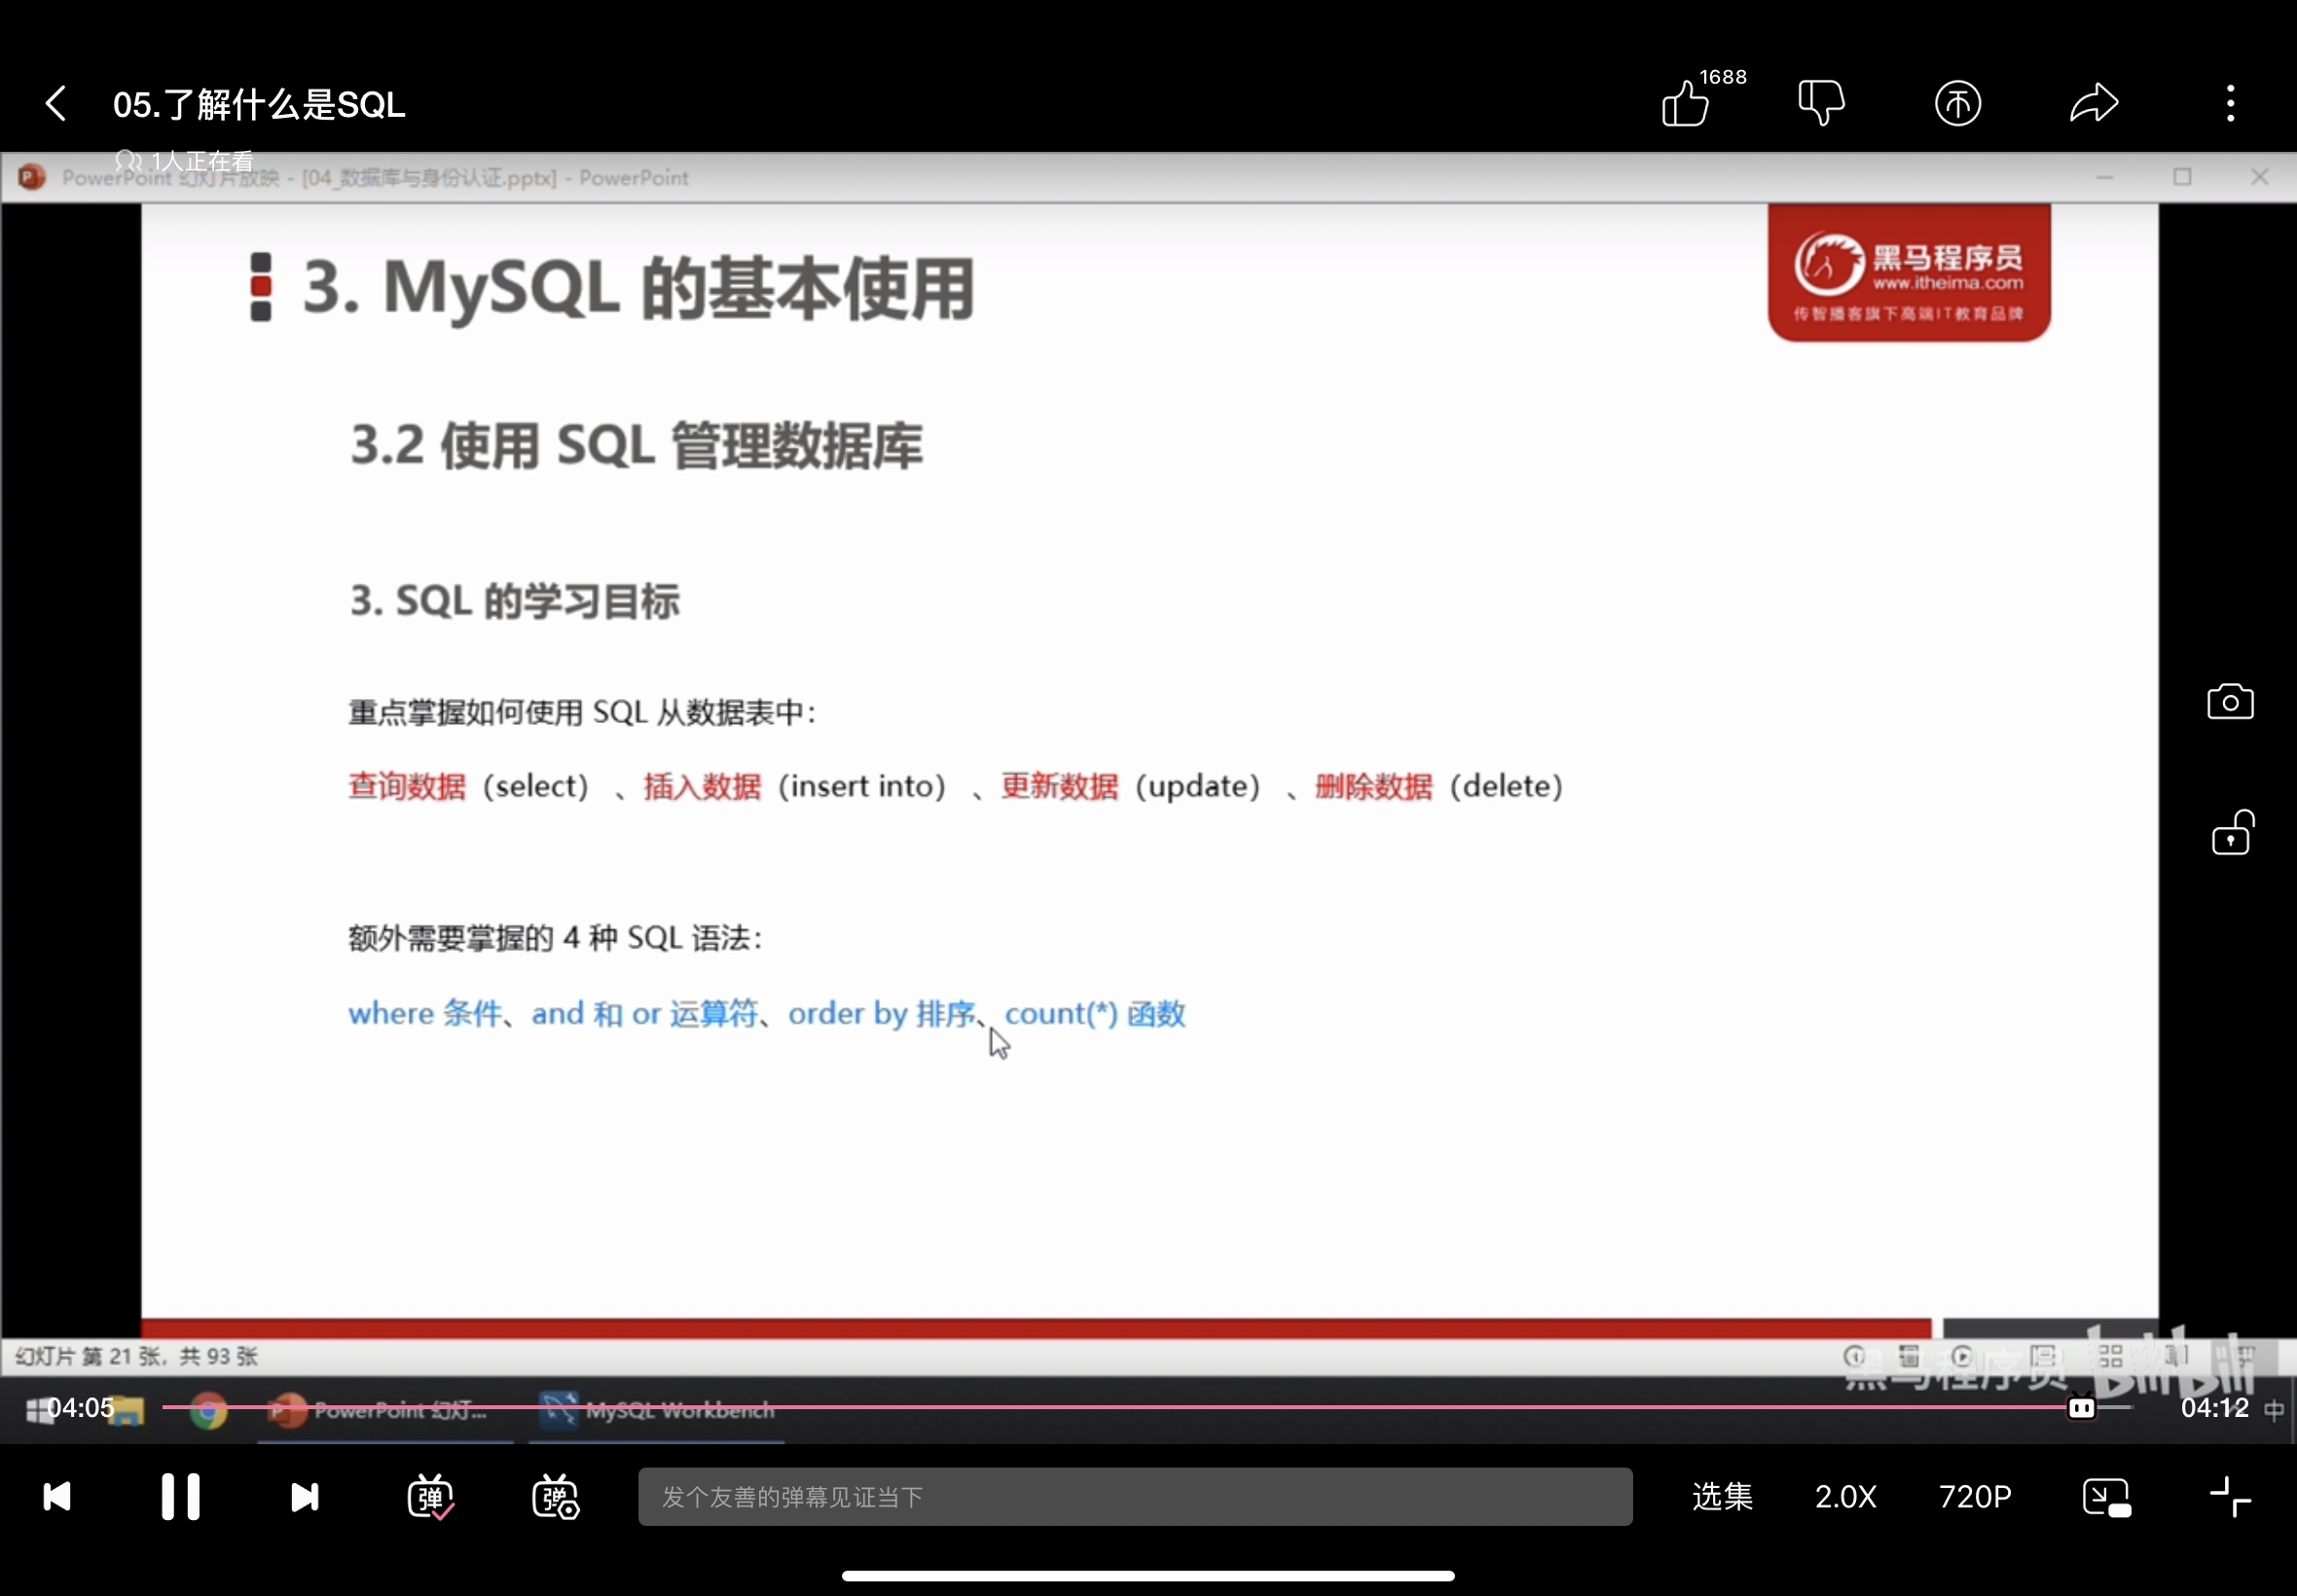 1688
05.了解什么是SQL
1人正在看
PowerPoint 幻灯片放映 - [04_数据库与身份认证.pptx] - PowerPoint
3. MySQL 的基本使用
黑马程序员
www.itheima.com
传智播客旗下高端IT教育品牌
3.2 使用 SQL 管理数据库
3. SQL 的学习目标
重点掌握如何使用 SQL 从数据表中：
查询数据（select） 、插入数据（insert into） 、更新数据（update） 、删除数据（delete）
额外需要掌握的 4 种 SQL 语法：
where 条件、and 和 or 运算符、order by 排序、count(*) 函数
幻灯片 第 21 张，共 93 张
黑马程序员 bilibili
04:05
PowerPoint 幻灯...
MySQL Workbench
04:12
中
弹
弹
发个友善的弹幕见证当下
选集
2.0X
720P